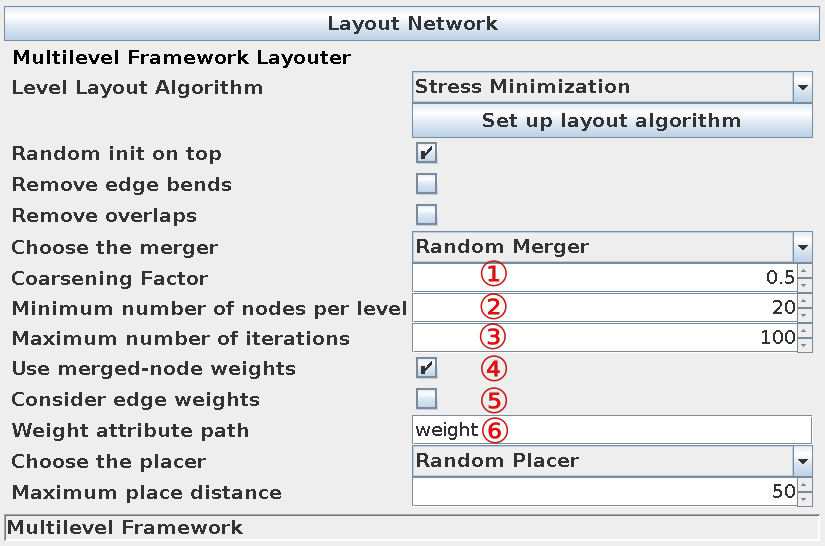 Layout Network
Multilevel Framework Layouter
Level Layout Algorithm Stress Minimization
Set up layout algorithm
Random init on top
Remove edge bends
Remove overlaps
Choose the merger Random Merger
Coarsening Factor ① 0.5
Minimum number of nodes per level ② 20
Maximum number of iterations ③ 100
Use merged-node weights ④
Consider edge weights ⑤
Weight attribute path weight ⑥
Choose the placer Random Placer
Maximum place distance 50
Multilevel Framework